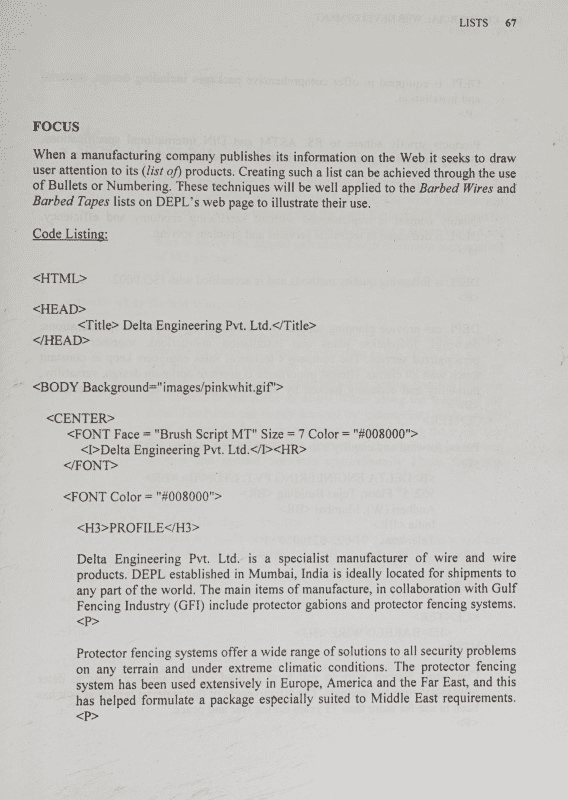 LISTS 67
FOCUS
When a manufacturing company publishes its information on the Web it seeks to draw
user attention to its (list of) products. Creating such a list can be achieved through the use
of Bullets or Numbering. These techniques will be well applied to the Barbed Wires and
Barbed Tapes lists on DEPL's web page to illustrate their use.
Code Listing:
<HTML>
<HEAD>
<Title> Delta Engineering Pvt. Ltd.</Title>
</HEAD>
<BODY Background="images/pinkwhit.gif">
<CENTER>
<FONT Face = "Brush Script MT" Size = 7 Color = "#008000">
<I>Delta Engineering Pvt. Ltd.</I><HR>
</FONT>
<FONT Color = "#008000">
<H3>PROFILE</H3>
Delta Engineering Pvt. Ltd. is a specialist manufacturer of wire and wire
products. DEPL established in Mumbai, India is ideally located for shipments to
any part of the world. The main items of manufacture, in collaboration with Gulf
Fencing Industry (GFI) include protector gabions and protector fencing systems.
<P>
Protector fencing systems offer a wide range of solutions to all security problems
on any terrain and under extreme climatic conditions. The protector fencing
system has been used extensively in Europe, America and the Far East, and this
has helped formulate a package especially suited to Middle East requirements.
<P>